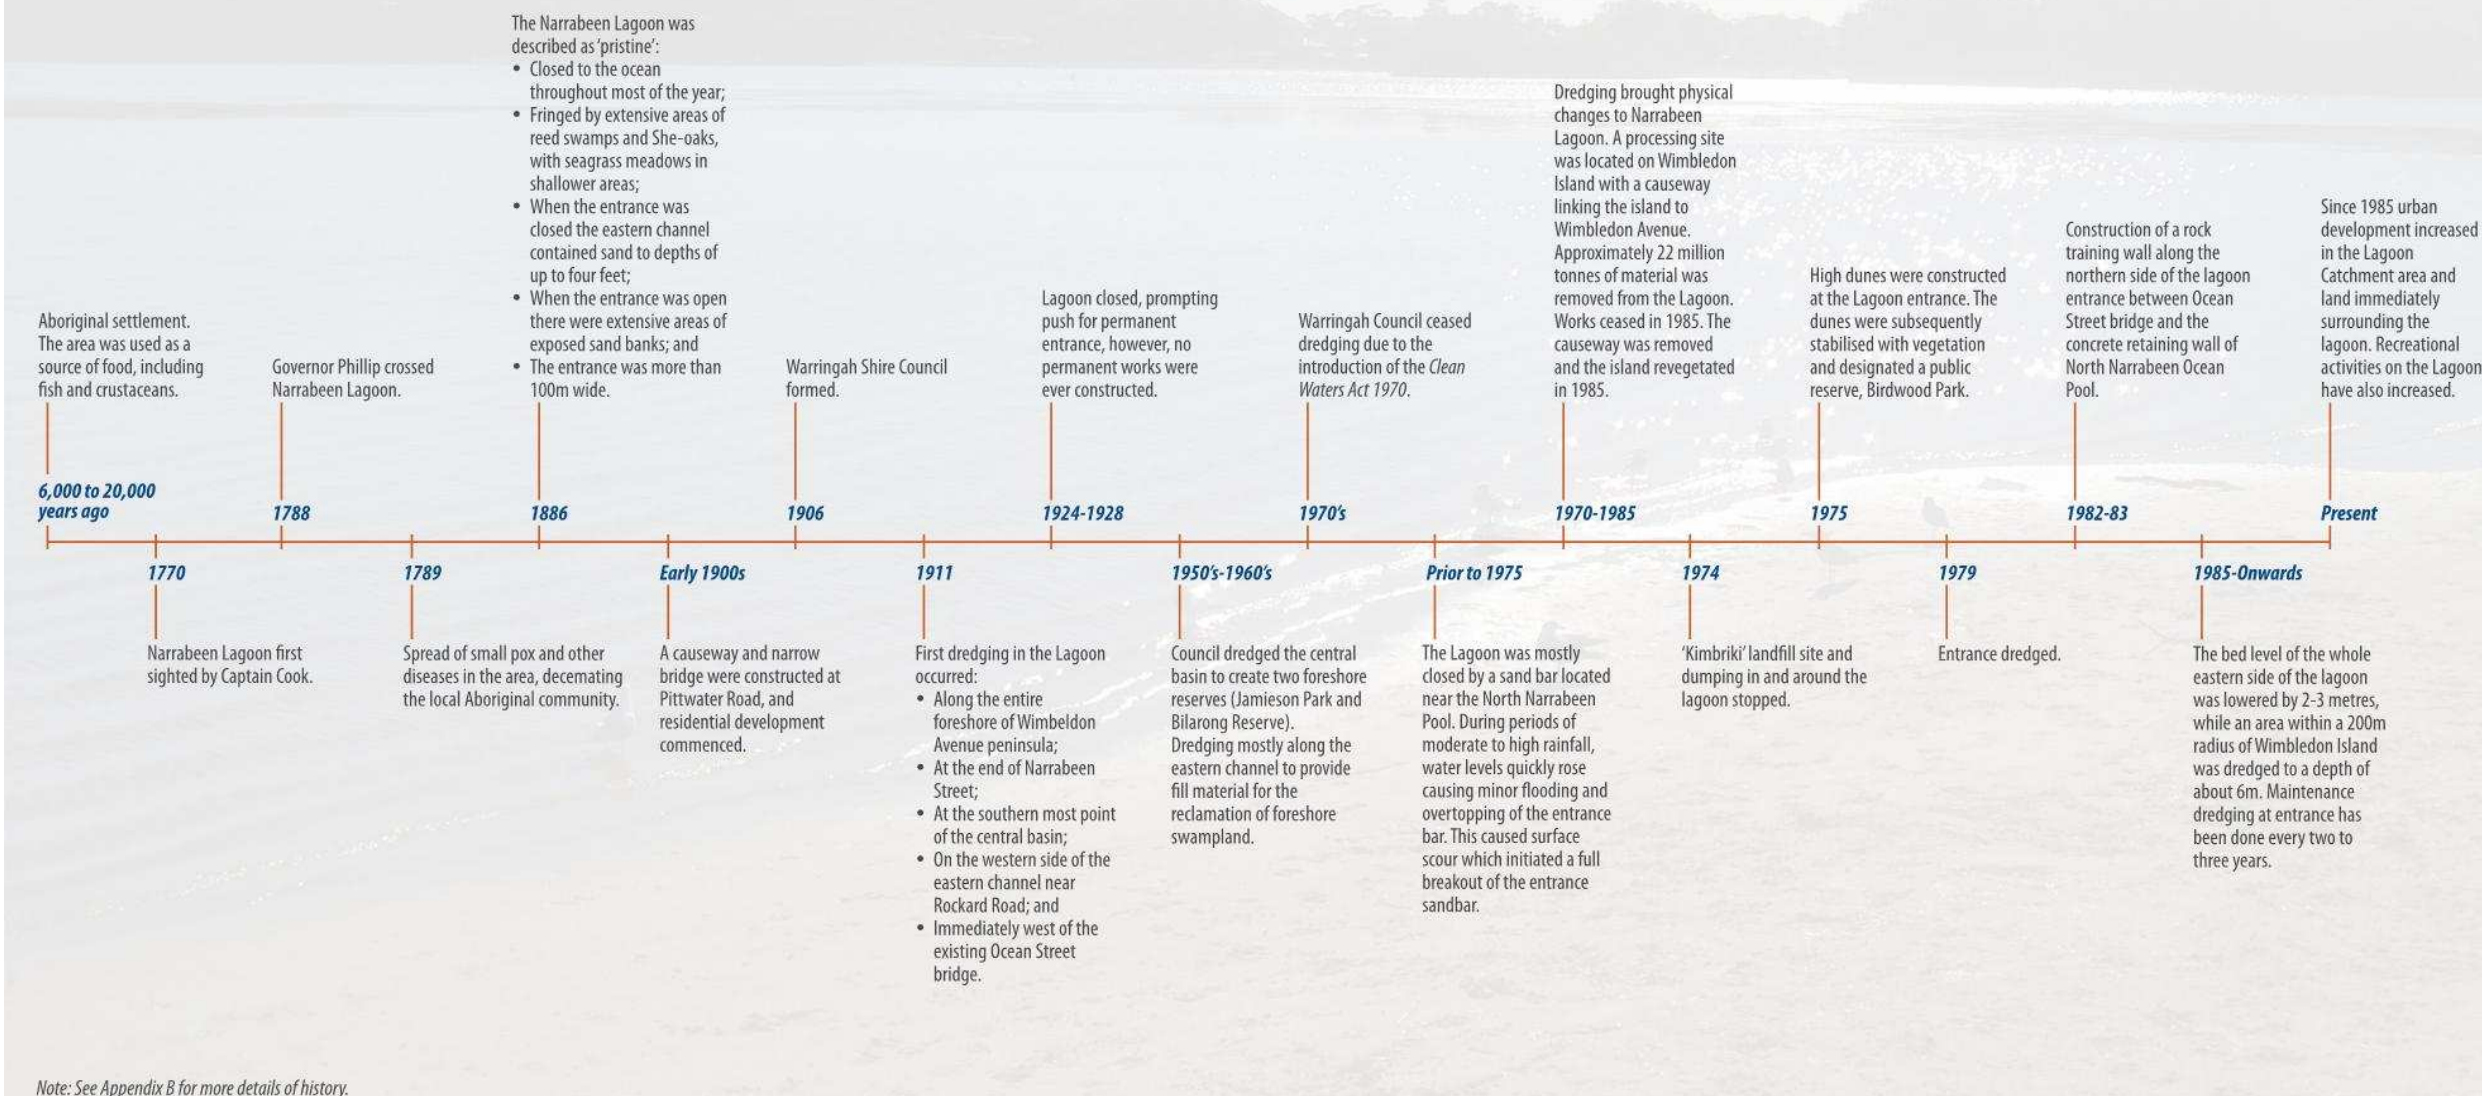 Aboriginal settlement.
The area was used as a
source of food, including
fish and crustaceans.
6,000 to 20,000
years ago
1770
Narrabeen Lagoon first
sighted by Captain Cook.
Governor Phillip crossed
Narrabeen Lagoon.
1788
1789
Spread of small pox and other
diseases in the area, decemating
the local Aboriginal community.
The Narrabeen Lagoon was
described as ‘pristine’:
• Closed to the ocean
throughout most of the year;
• Fringed by extensive areas of
reed swamps and She-oaks,
with seagrass meadows in
shallower areas;
• When the entrance was
closed the eastern channel
contained sand to depths of
up to four feet;
• When the entrance was open
there were extensive areas of
exposed sand banks; and
• The entrance was more than
100m wide.
1886
Early 1900s
A causeway and narrow
bridge were constructed at
Pittwater Road, and
residential development
commenced.
Warringah Shire Council
formed.
1906
1911
First dredging in the Lagoon
occurred:
• Along the entire
foreshore of Wimbeldon
Avenue peninsula;
• At the end of Narrabeen
Street;
• At the southern most point
of the central basin;
• On the western side of the
eastern channel near
Rockard Road; and
• Immediately west of the
existing Ocean Street
bridge.
Lagoon closed, prompting
push for permanent
entrance, however, no
permanent works were
ever constructed.
1924-1928
1950’s-1960’s
Council dredged the central
basin to create two foreshore
reserves (Jamieson Park and
Bilarong Reserve).
Dredging mostly along the
eastern channel to provide
fill material for the
reclamation of foreshore
swampland.
Warringah Council ceased
dredging due to the
introduction of the Clean
Waters Act 1970.
1970’s
Prior to 1975
The Lagoon was mostly
closed by a sand bar located
near the North Narrabeen
Pool. During periods of
moderate to high rainfall,
water levels quickly rose
causing minor flooding and
overtopping of the entrance
bar. This caused surface
scour which initiated a full
breakout of the entrance
sandbar.
Dredging brought physical
changes to Narrabeen
Lagoon. A processing site
was located on Wimbledon
Island with a causeway
linking the island to
Wimbledon Avenue.
Approximately 22 million
tonnes of material was
removed from the Lagoon.
Works ceased in 1985. The
causeway was removed
and the island revegetated
in 1985.
1970-1985
1974
‘Kimbriki’ landfill site and
dumping in and around the
lagoon stopped.
High dunes were constructed
at the Lagoon entrance. The
dunes were subsequently
stabilised with vegetation
and designated a public
reserve, Birdwood Park.
1975
1979
Entrance dredged.
Construction of a rock
training wall along the
northern side of the lagoon
entrance between Ocean
Street bridge and the
concrete retaining wall of
North Narrabeen Ocean
Pool.
1982-83
1985-Onwards
The bed level of the whole
eastern side of the lagoon
was lowered by 2-3 metres,
while an area within a 200m
radius of Wimbledon Island
was dredged to a depth of
about 6m. Maintenance
dredging at entrance has
been done every two to
three years.
Since 1985 urban
development increased
in the Lagoon
Catchment area and
land immediately
surrounding the
lagoon. Recreational
activities on the Lagoon
have also increased.
Present
Note: See Appendix B for more details of history.